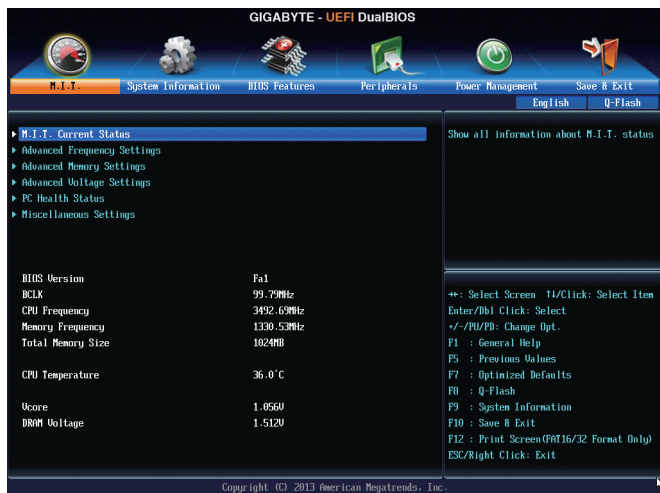 GIGABYTE - UEFI DualBIOS
M.I.T. System Information BIOS Features Peripherals Power Management Save & Exit
English Q-Flash
M.I.T. Current Status
Advanced Frequency Settings
Advanced Memory Settings
Advanced Voltage Settings
PC Health Status
Miscellaneous Settings
BIOS Version Fa1
BCLK 99.79MHz
CPU Frequency 3492.69MHz
Memory Frequency 1330.53MHz
Total Memory Size 1024MB
CPU Temperature 36.0°C
Vcore 1.056V
DRAM Voltage 1.512V
Show all information about M.I.T. status
→←: Select Screen ↑↓/Click: Select Item
Enter/Dbl Click: Select
+/-/PU/PD: Change Opt.
F1 : General Help
F5 : Previous Values
F7 : Optimized Defaults
F8 : Q-Flash
F9 : System Information
F10 : Save & Exit
F12 : Print Screen(FAT16/32 Format Only)
ESC/Right Click: Exit
Copyright (C) 2013 American Megatrends, Inc.